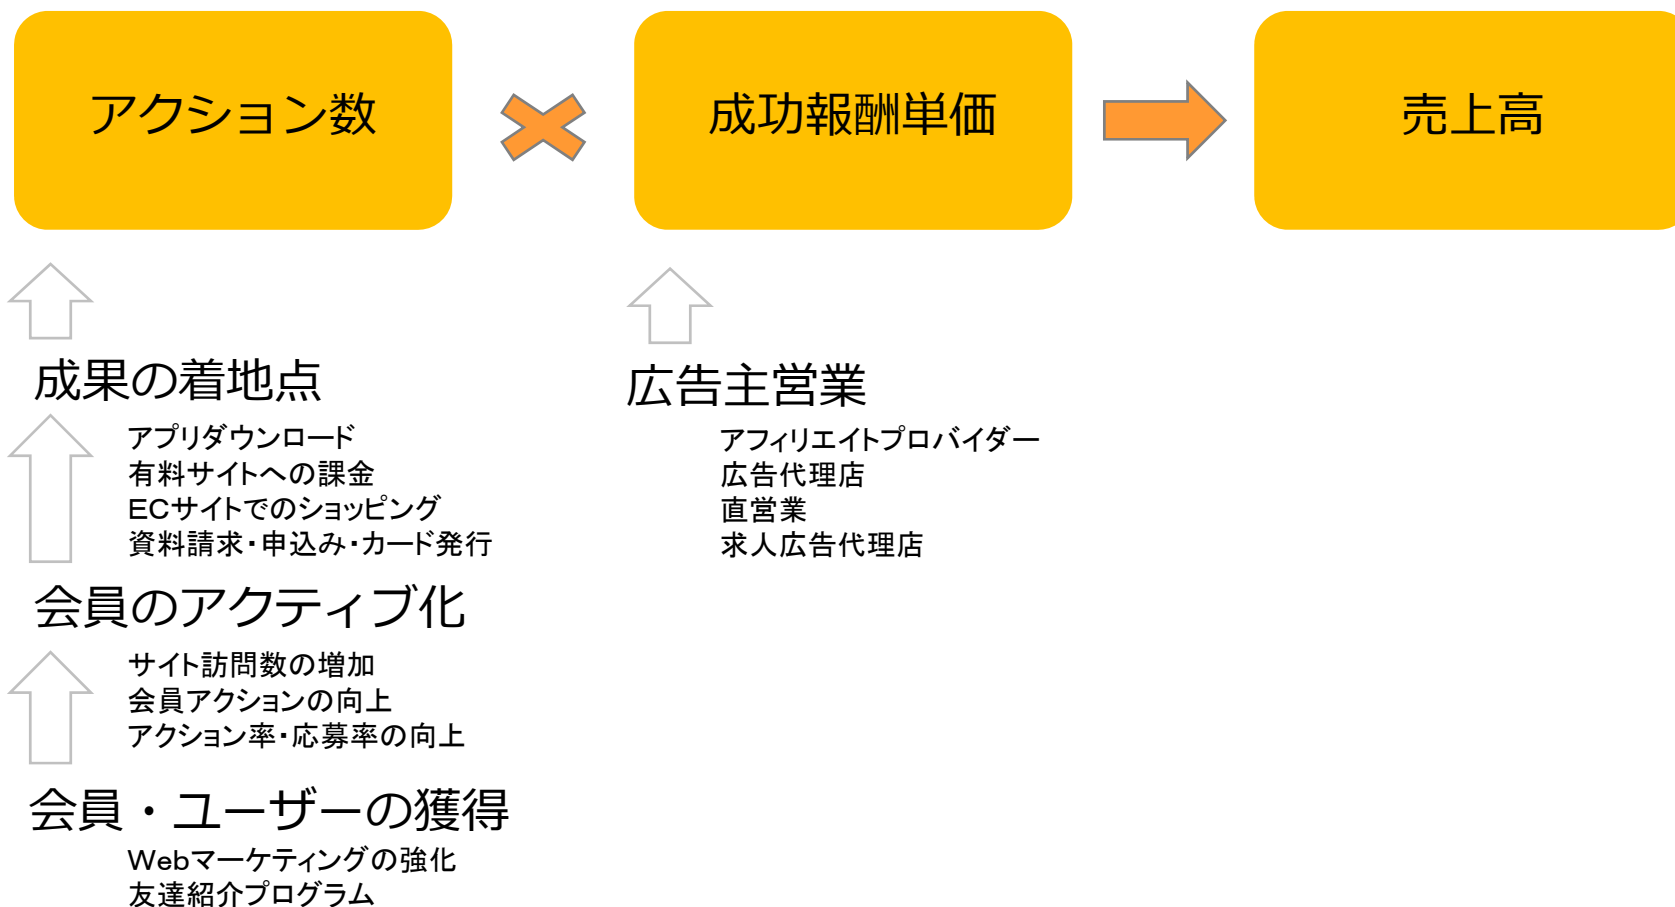 アクション数
成功報酬単価
売上高
成果の着地点
アプリダウンロード
有料サイトへの課金
ECサイトでのショッピング
資料請求・申込み・カード発行
会員のアクティブ化
サイト訪問数の増加
会員アクションの向上
アクション率・応募率の向上
会員・ユーザーの獲得
Webマーケティングの強化
友達紹介プログラム
広告主営業
アフィリエイトプロバイダー
広告代理店
直営業
求人広告代理店